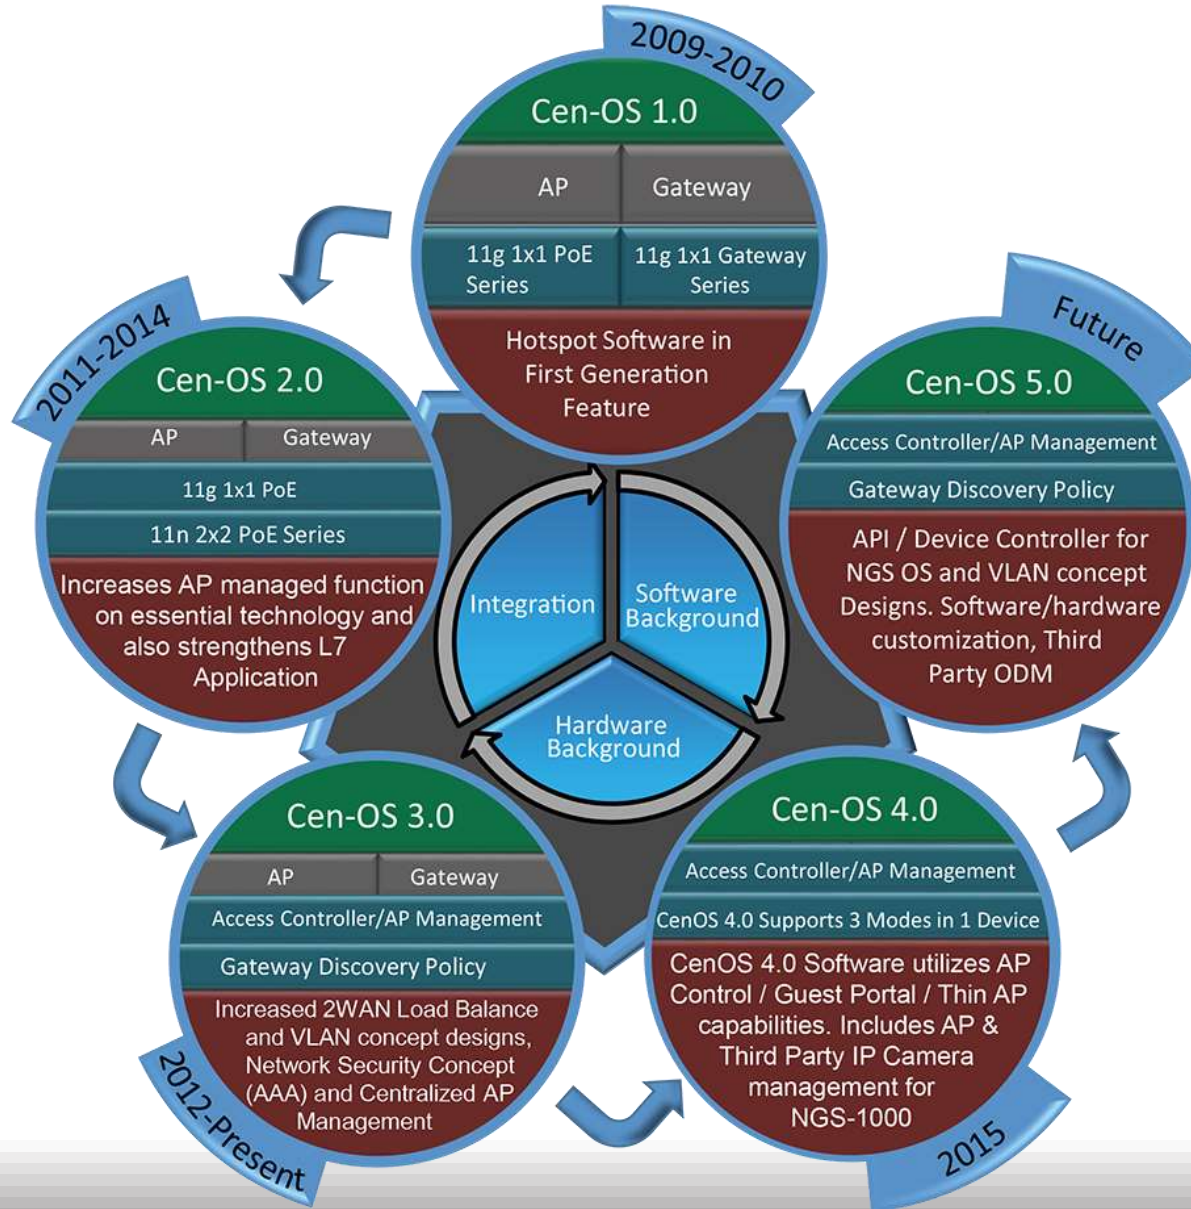 2009-2010
Cen-OS 1.0
AP
Gateway
11g 1x1 PoE
Series
11g 1x1 Gateway
Series
Hotspot Software in
First Generation
Feature
2011-2014
Cen-OS 2.0
AP
Gateway
11g 1x1 PoE
11n 2x2 PoE Series
Increases AP managed function
on essential technology and
also strengthens L7
Application
2012-Present
Cen-OS 3.0
AP
Gateway
Access Controller/AP Management
Gateway Discovery Policy
Increased 2WAN Load Balance
and VLAN concept designs,
Network Security Concept
(AAA) and Centralized AP
Management
2015
Cen-OS 4.0
Access Controller/AP Management
CenOS 4.0 Supports 3 Modes in 1 Device
CenOS 4.0 Software utilizes AP
Control / Guest Portal / Thin AP
capabilities. Includes AP &
Third Party IP Camera
management for
NGS-1000
Future
Cen-OS 5.0
Access Controller/AP Management
Gateway Discovery Policy
API / Device Controller for
NGS OS and VLAN concept
Designs. Software/hardware
customization, Third
Party ODM
Integration
Software
Background
Hardware
Background